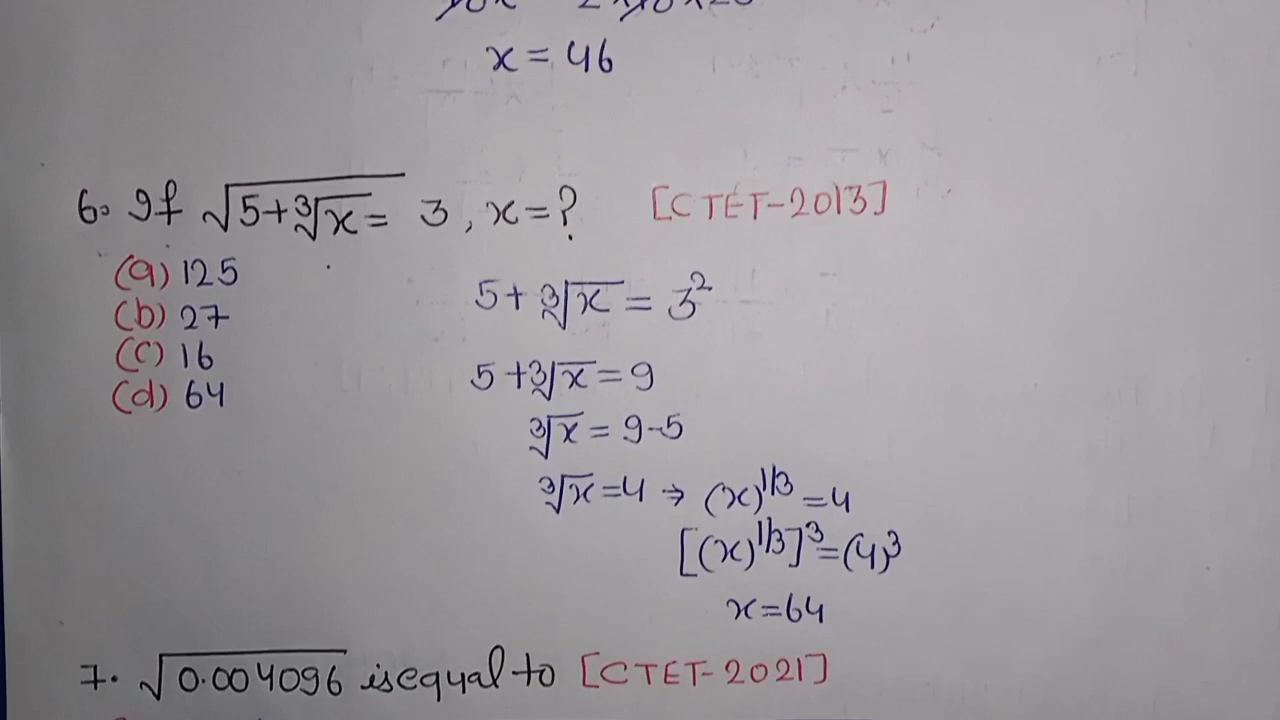 x = 46
6. If √5+∛x = 3, x = ? [CTET-2013]
(a) 125
(b) 27
(c) 16
(d) 64
5 + ∛x = 3²
5 + ∛x = 9
∛x = 9-5
∛x = 4 → (x)^1/3 = 4
[(x)^1/3]³ = (4)³
x = 64
7. √0.004096 is equal to [CTET-2021]